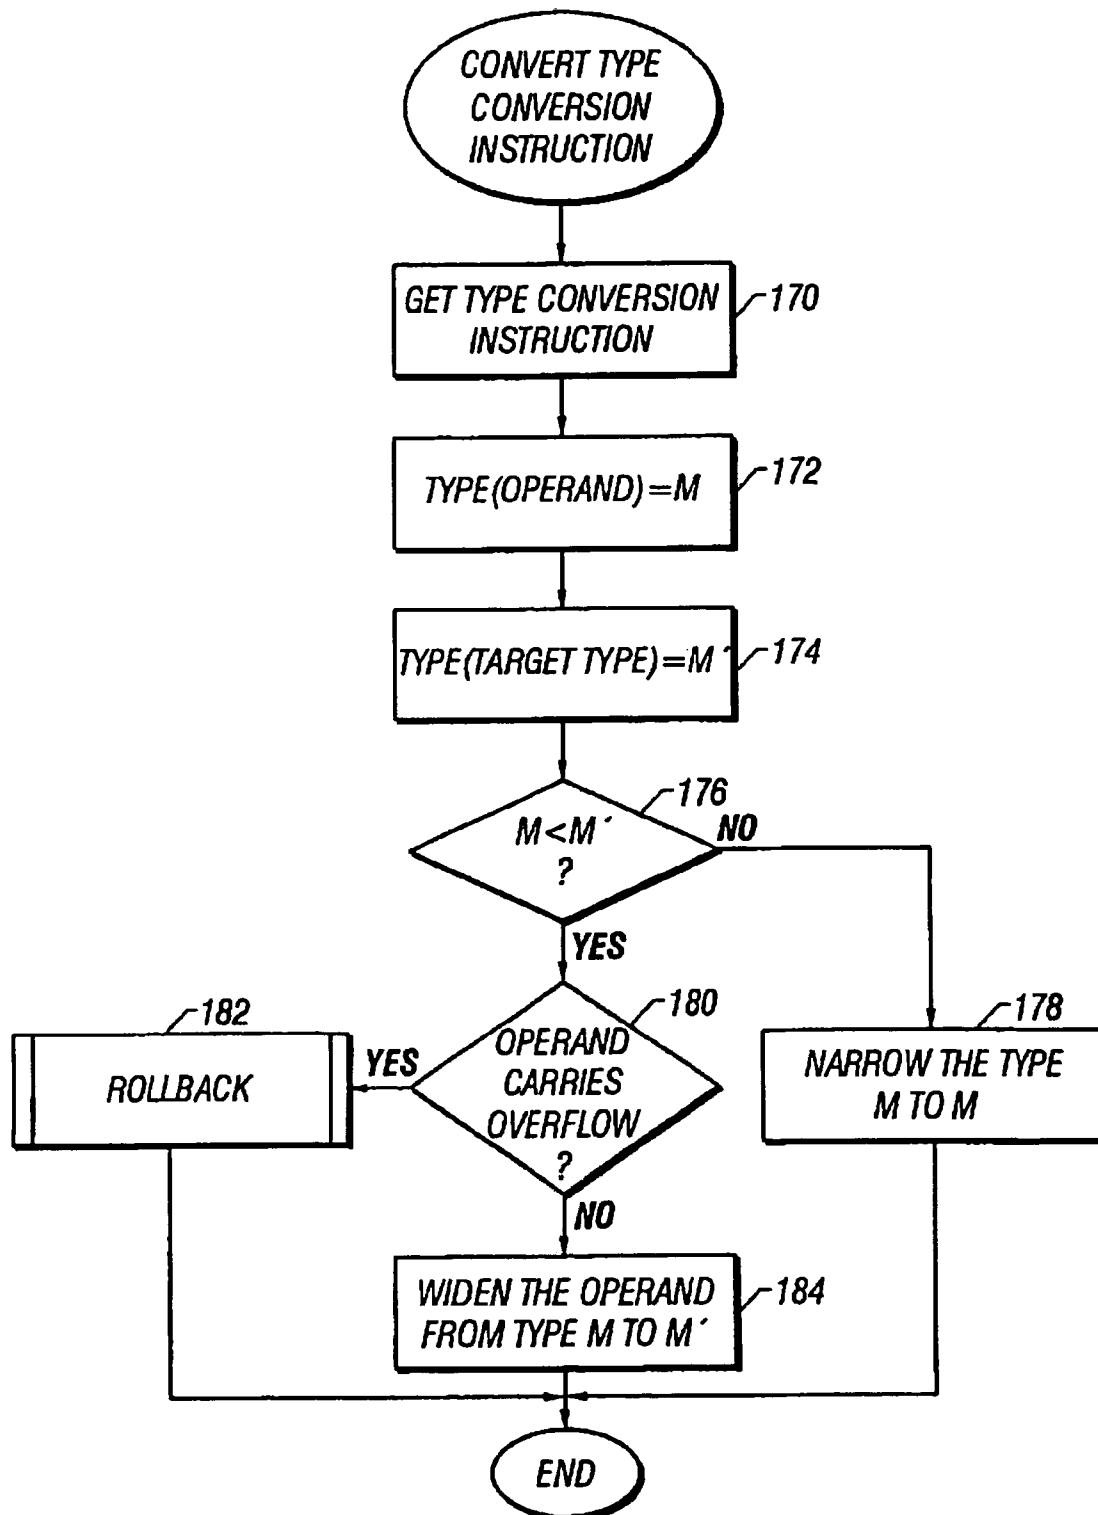 CONVERT TYPE
CONVERSION
INSTRUCTION
GET TYPE CONVERSION
INSTRUCTION
170
TYPE(OPERAND)=M
172
TYPE(TARGET TYPE)=M´
174
176
M<M´
?
NO
YES
180
OPERAND
CARRIES
OVERFLOW
?
YES
182
ROLLBACK
178
NARROW THE TYPE
M TO M
NO
WIDEN THE OPERAND
FROM TYPE M TO M´
184
END